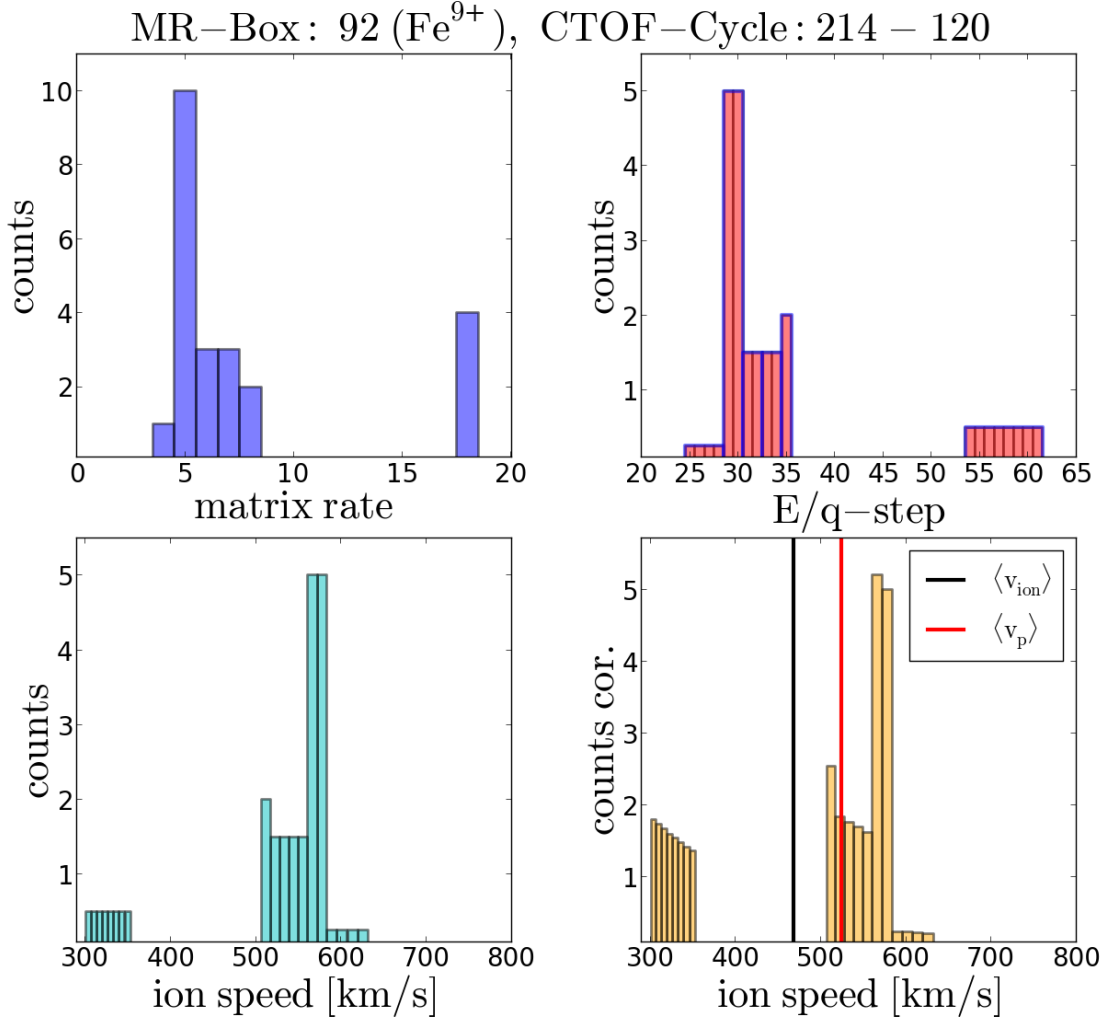 MR−Box: 92 (Fe⁹⁺), CTOF−Cycle: 214 − 120
counts
10
8
6
4
2
0 5 10 15 20
matrix rate
counts
5
4
3
2
1
20 25 30 35 40 45 50 55 60 65
E/q−step
counts
5
4
3
2
1
300 400 500 600 700 800
ion speed [km/s]
counts cor.
5
4
3
2
1
⟨v_ion⟩
⟨v_p⟩
300 400 500 600 700 800
ion speed [km/s]